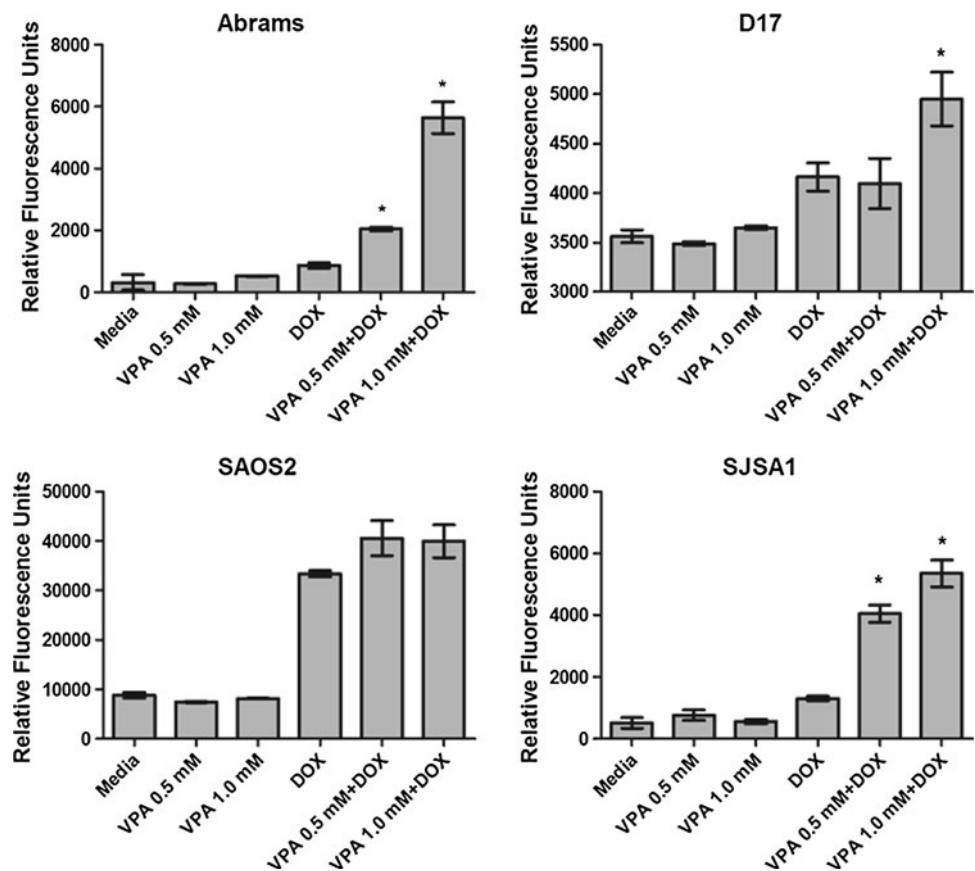 Abrams
Relative Fluorescence Units
8000
6000
4000
2000
0
*
*
Media
VPA 0.5 mM
VPA 1.0 mM
DOX
VPA 0.5 mM+DOX
VPA 1.0 mM+DOX
D17
Relative Fluorescence Units
5500
5000
4500
4000
3500
3000
*
Media
VPA 0.5 mM
VPA 1.0 mM
DOX
VPA 0.5 mM+DOX
VPA 1.0 mM+DOX
SAOS2
Relative Fluorescence Units
50000
40000
30000
20000
10000
0
Media
VPA 0.5 mM
VPA 1.0 mM
DOX
VPA 0.5 mM+DOX
VPA 1.0 mM+DOX
SJSA1
Relative Fluorescence Units
8000
6000
4000
2000
0
*
*
Media
VPA 0.5 mM
VPA 1.0 mM
DOX
VPA 0.5 mM+DOX
VPA 1.0 mM+DOX